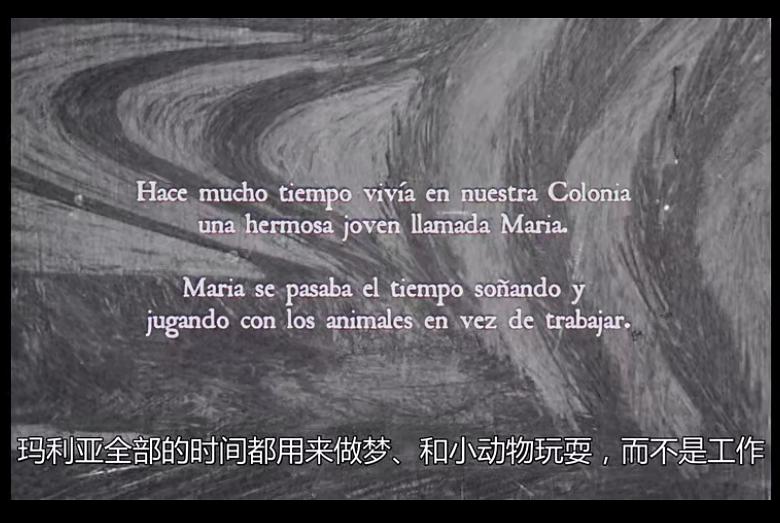 Hace mucho tiempo vivía en nuestra Colonia
una hermosa joven llamada Maria.
Maria se pasaba el tiempo soñando y
jugando con los animales en vez de trabajar.
玛利亚全部的时间都用来做梦、和小动物玩耍，而不是工作